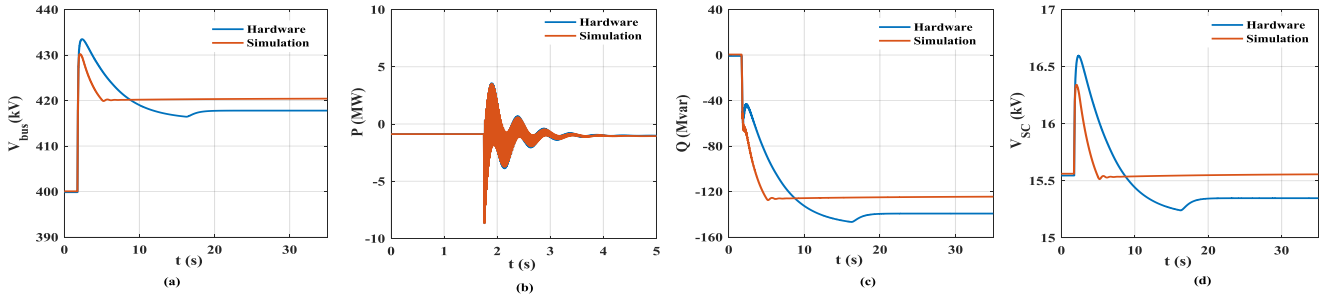 Hardware
Simulation
V_bus (kV)
440
430
420
410
400
390
0
10
20
30
t (s)
(a)
Hardware
Simulation
P (MW)
10
5
0
-5
-10
0
1
2
3
4
5
t (s)
(b)
Hardware
Simulation
Q (Mvar)
40
0
-40
-80
-120
-160
0
10
20
30
t (s)
(c)
Hardware
Simulation
V_SC (kV)
17
16.5
16
15.5
15
0
10
20
30
t (s)
(d)